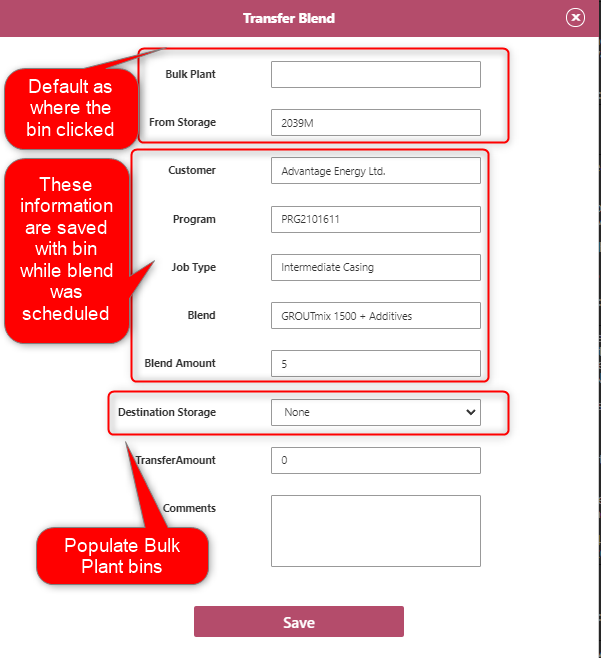 Transfer Blend
Default as
where the
bin clicked
Bulk Plant
From Storage
2039M
These
information
are saved
with bin
while blend
was
scheduled
Customer
Advantage Energy Ltd.
Program
PRG2101611
Job Type
Intermediate Casing
Blend
GROUTmix 1500 + Additives
Blend Amount
5
Destination Storage
None
TransferAmount
0
Comments
Populate Bulk
Plant bins
Save